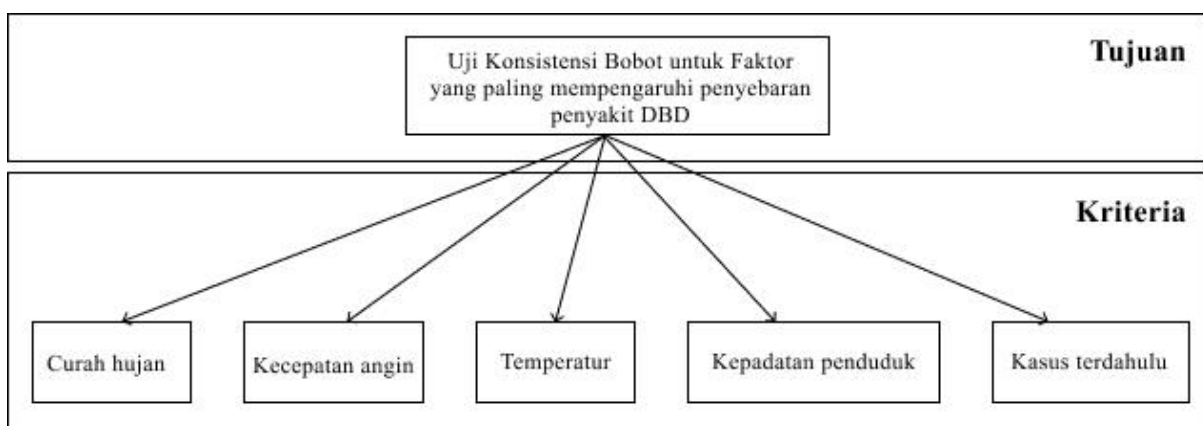 Tujuan
Uji Konsistensi Bobot untuk Faktor
yang paling mempengaruhi penyebaran
penyakit DBD
Kriteria
Curah hujan
Kecepatan angin
Temperatur
Kepadatan penduduk
Kasus terdahulu